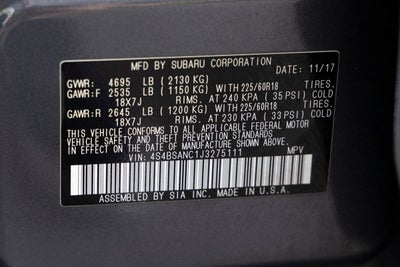 MFD BY SUBARU CORPORATION
DATE: 11/17
GVWR: 4695 LB (2130 KG)
GAWR:F 2535 LB (1150 KG) WITH 225/60R18 TIRES.
18X7J RIMS. AT 240 KPA (35 PSI) COLD
GAWR:R 2645 LB (1200 KG) WITH 225/60R18 TIRES.
18X7J RIMS. AT 230 KPA (33 PSI) COLD
THIS VEHICLE CONFORMS TO ALL APPLICABLE FEDERAL MOTOR
VEHICLE SAFETY AND THEFT PREVENTION STANDARDS IN EFFECT ON
THE DATE OF MANUFACTURE SHOWN ABOVE.
VIN: 4S4BSANC1J3275111 MPV
ASSEMBLED BY SIA INC. MADE IN U.S.A.